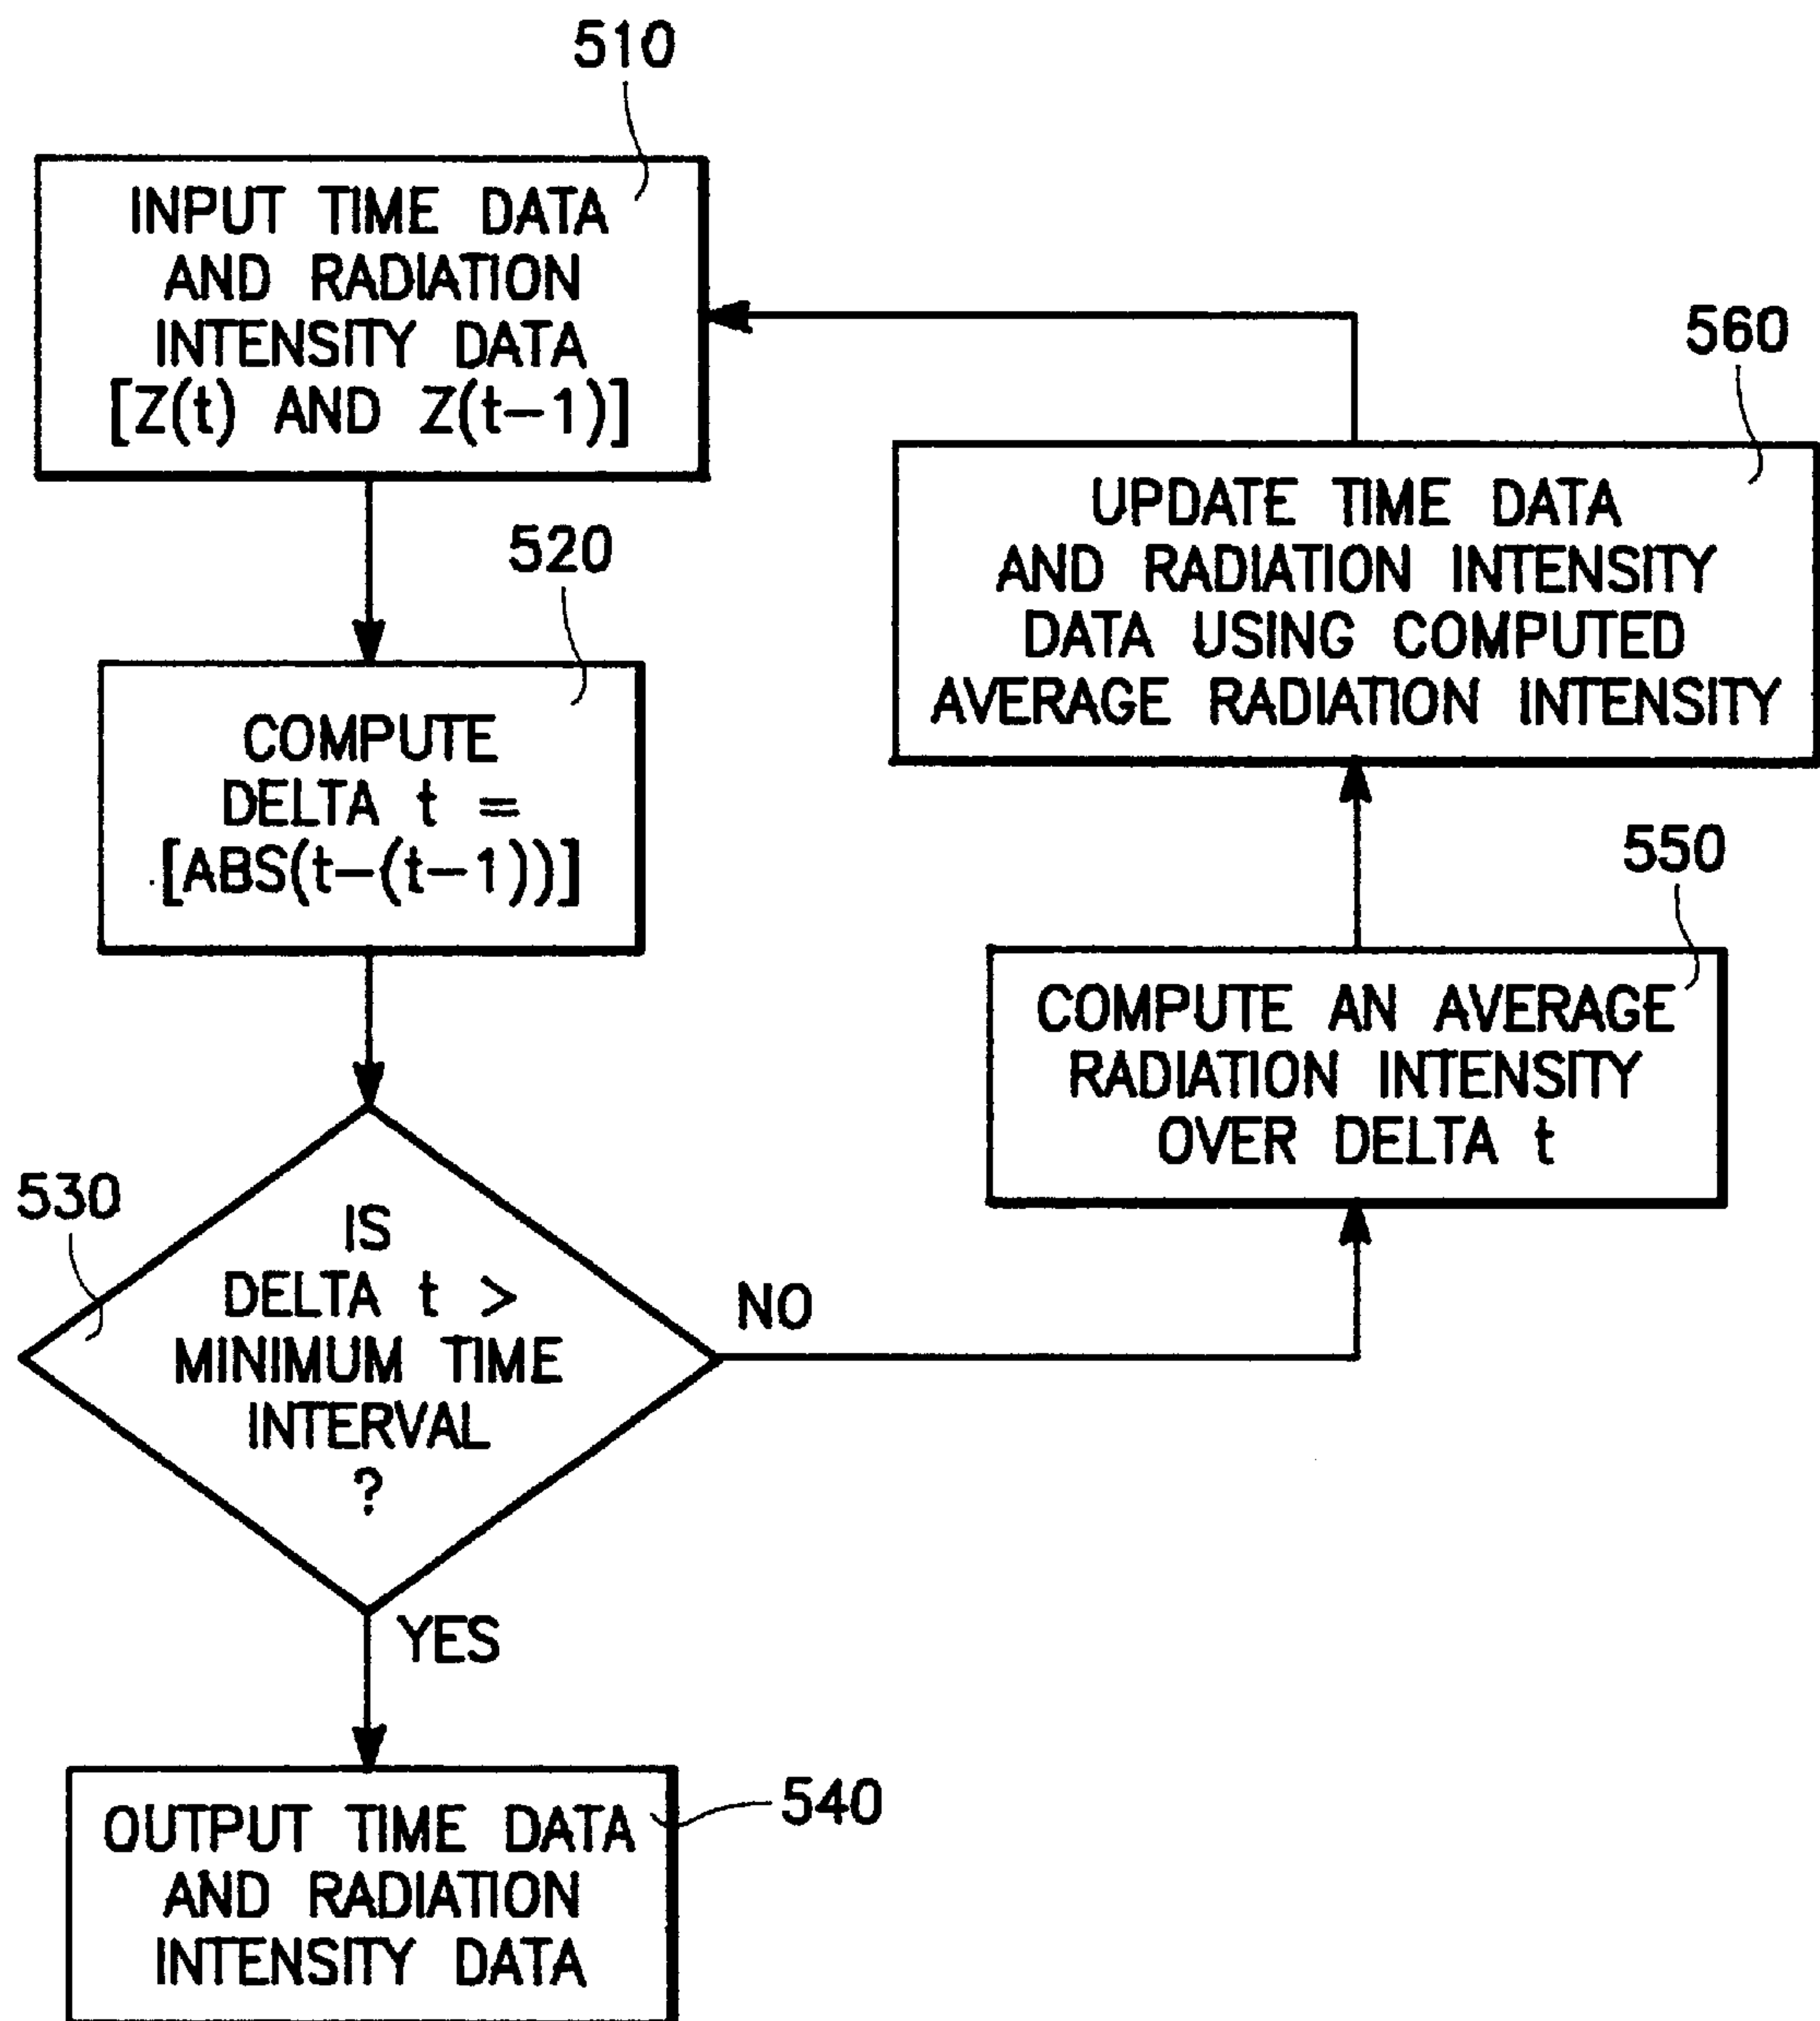 510
INPUT TIME DATA
AND RADIATION
INTENSITY DATA
[Z(t) AND Z(t-1)]
520
COMPUTE
DELTA t =
[ABS(t-(t-1))]
530
IS
DELTA t >
MINIMUM TIME
INTERVAL
?
NO
YES
OUTPUT TIME DATA
AND RADIATION
INTENSITY DATA
540
550
COMPUTE AN AVERAGE
RADIATION INTENSITY
OVER DELTA t
560
UPDATE TIME DATA
AND RADIATION INTENSITY
DATA USING COMPUTED
AVERAGE RADIATION INTENSITY